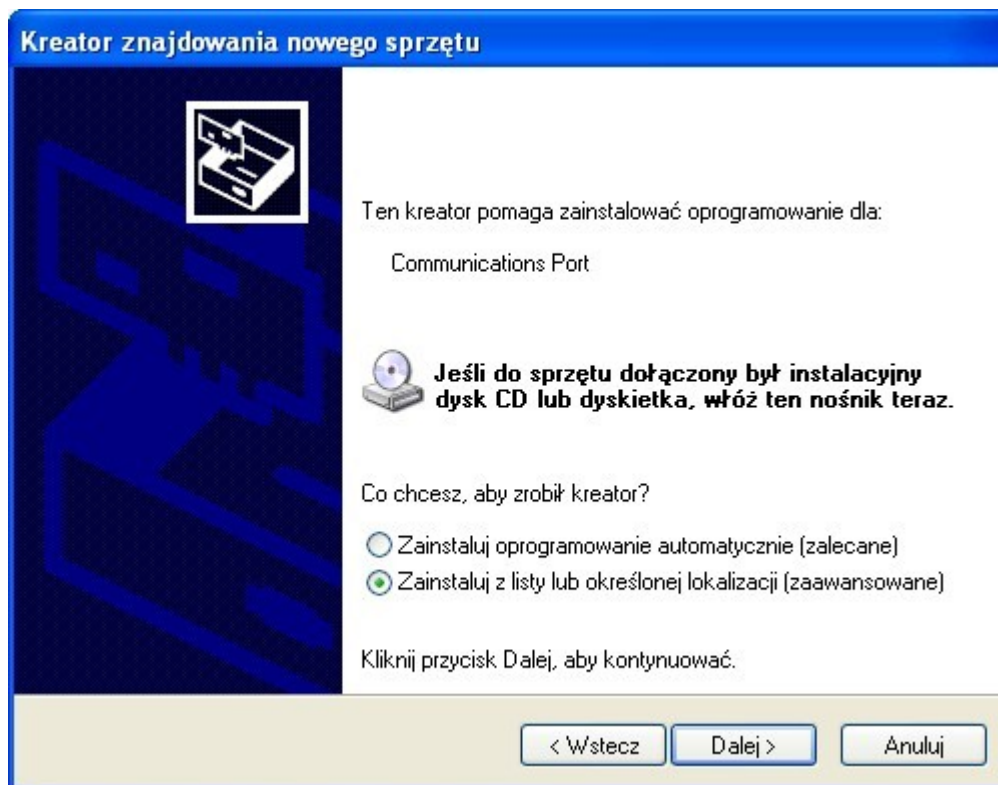 Kreator znajdowania nowego sprzętu
Ten kreator pomaga zainstalować oprogramowanie dla:
Communications Port
Jeśli do sprzętu dołączony był instalacyjny
dysk CD lub dyskietka, włóż ten nośnik teraz.
Co chcesz, aby zrobił kreator?
Zainstaluj oprogramowanie automatycznie (zalecane)
Zainstaluj z listy lub określonej lokalizacji (zaawansowane)
Kliknij przycisk Dalej, aby kontynuować.
< Wstecz Dalej > Anuluj